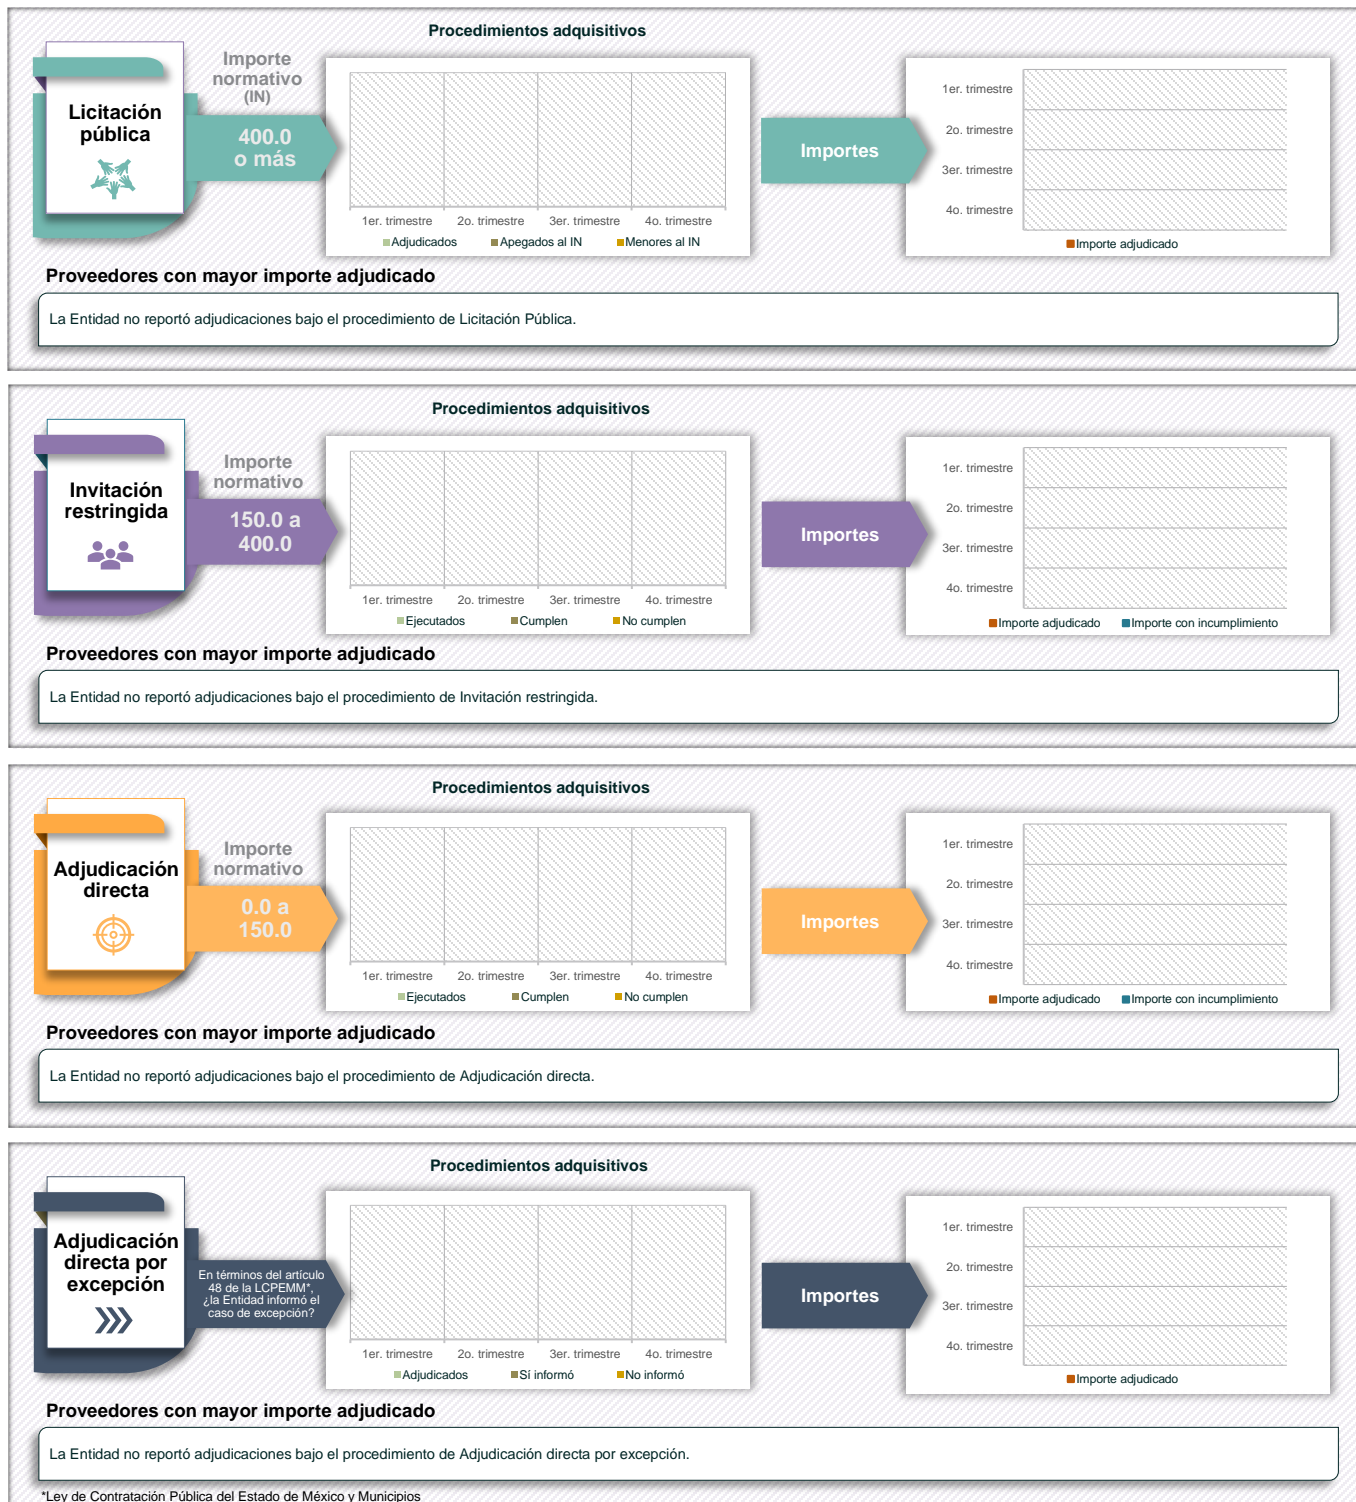 Procedimientos adquisitivos
Licitación
pública
Importe
normativo
(IN)
400.0
o más
1er. trimestre 2o. trimestre 3er. trimestre 4o. trimestre
Adjudicados Apegados al IN Menores al IN
Importes
1er. trimestre
2o. trimestre
3er. trimestre
4o. trimestre
Importe adjudicado
Proveedores con mayor importe adjudicado
La Entidad no reportó adjudicaciones bajo el procedimiento de Licitación Pública.
Procedimientos adquisitivos
Invitación
restringida
Importe
normativo
150.0 a
400.0
1er. trimestre 2o. trimestre 3er. trimestre 4o. trimestre
Ejecutados Cumplen No cumplen
Importes
1er. trimestre
2o. trimestre
3er. trimestre
4o. trimestre
Importe adjudicado Importe con incumplimiento
Proveedores con mayor importe adjudicado
La Entidad no reportó adjudicaciones bajo el procedimiento de Invitación restringida.
Procedimientos adquisitivos
Adjudicación
directa
Importe
normativo
0.0 a
150.0
1er. trimestre 2o. trimestre 3er. trimestre 4o. trimestre
Ejecutados Cumplen No cumplen
Importes
1er. trimestre
2o. trimestre
3er. trimestre
4o. trimestre
Importe adjudicado Importe con incumplimiento
Proveedores con mayor importe adjudicado
La Entidad no reportó adjudicaciones bajo el procedimiento de Adjudicación directa.
Procedimientos adquisitivos
Adjudicación
directa por
excepción
En términos del artículo
48 de la LCPEMM*,
¿la Entidad informó el
caso de excepción?
1er. trimestre 2o. trimestre 3er. trimestre 4o. trimestre
Adjudicados Sí informó No informó
Importes
1er. trimestre
2o. trimestre
3er. trimestre
4o. trimestre
Importe adjudicado
Proveedores con mayor importe adjudicado
La Entidad no reportó adjudicaciones bajo el procedimiento de Adjudicación directa por excepción.
*Ley de Contratación Pública del Estado de México y Municipios